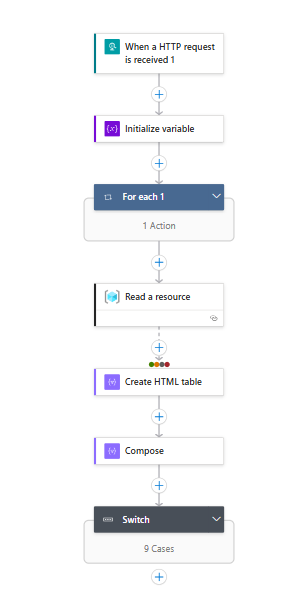 When a HTTP request
is received 1
Initialize variable
For each 1
1 Action
Read a resource
Create HTML table
Compose
Switch
9 Cases